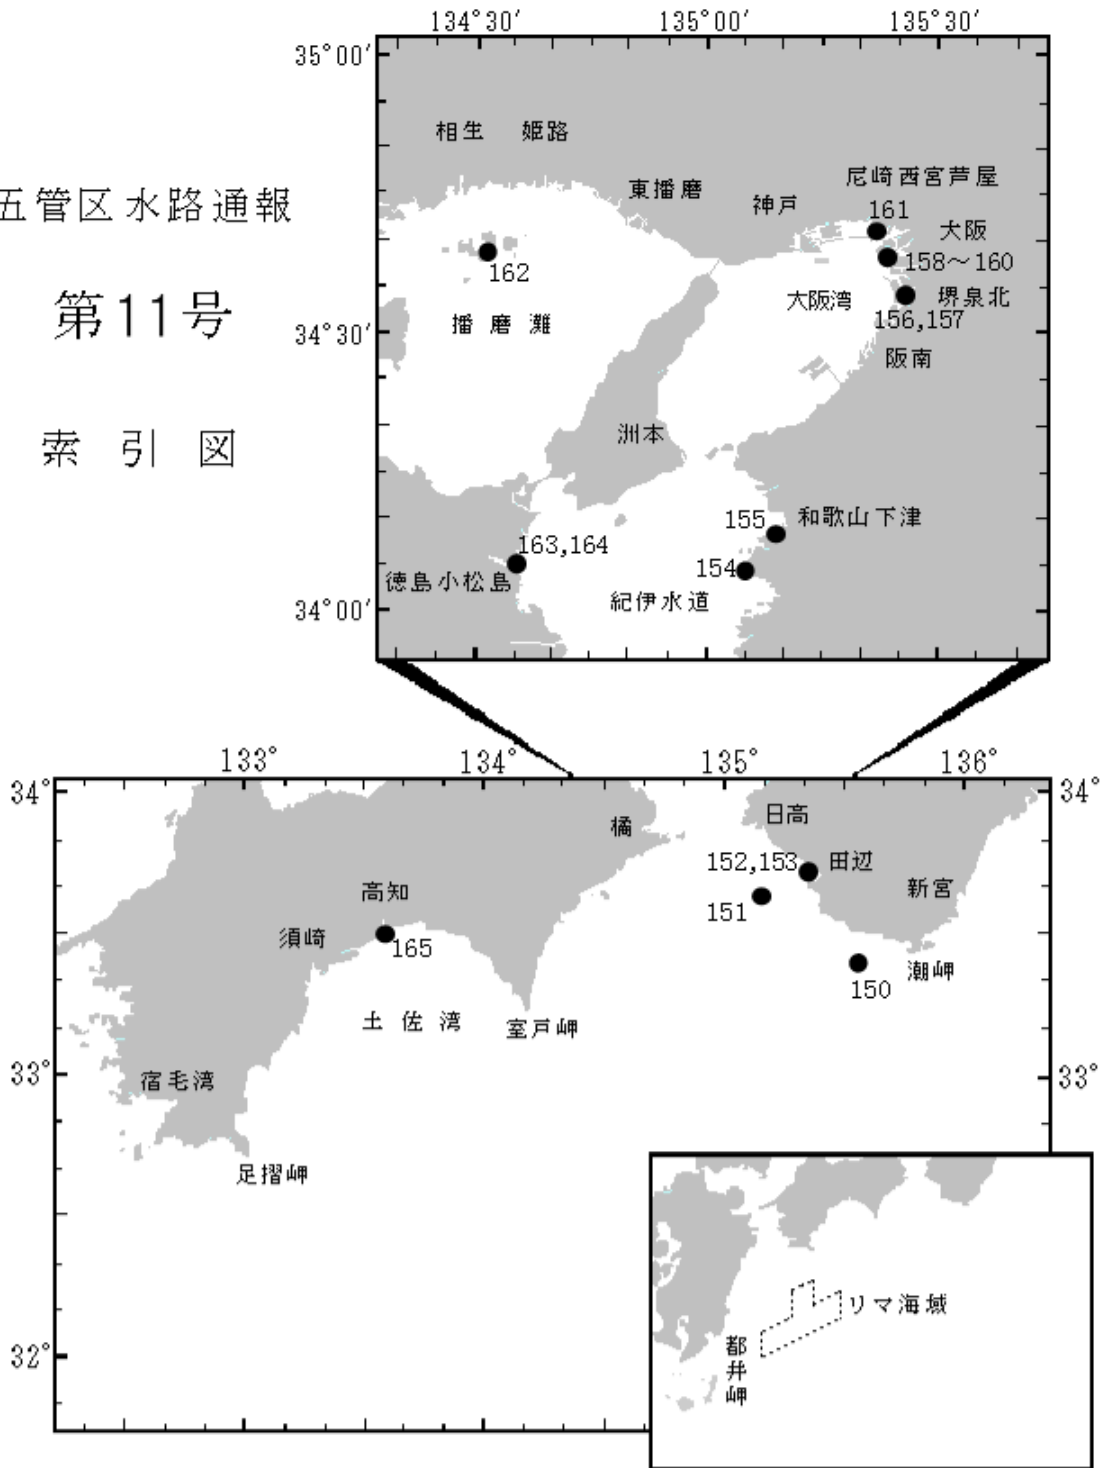 134°30′ 135°00′ 135°30′
35°00′
相生 姫路
東播磨
神戸
尼崎西宮芦屋
161
大阪
158～160
堺泉北
156,157
阪南
大阪湾
162
播磨灘
34°30′
洲本
五管区水路通報
第11号
索引図
155
和歌山下津
154
163,164
徳島小松島
紀伊水道
34°00′
133° 134° 135° 136°
34° 34°
橘
日高
152,153
田辺
151
新宮
高知
須崎
165
潮岬
150
土佐湾
室戸岬
33° 33°
宿毛湾
足摺岬
リマ海域
都井岬
32°